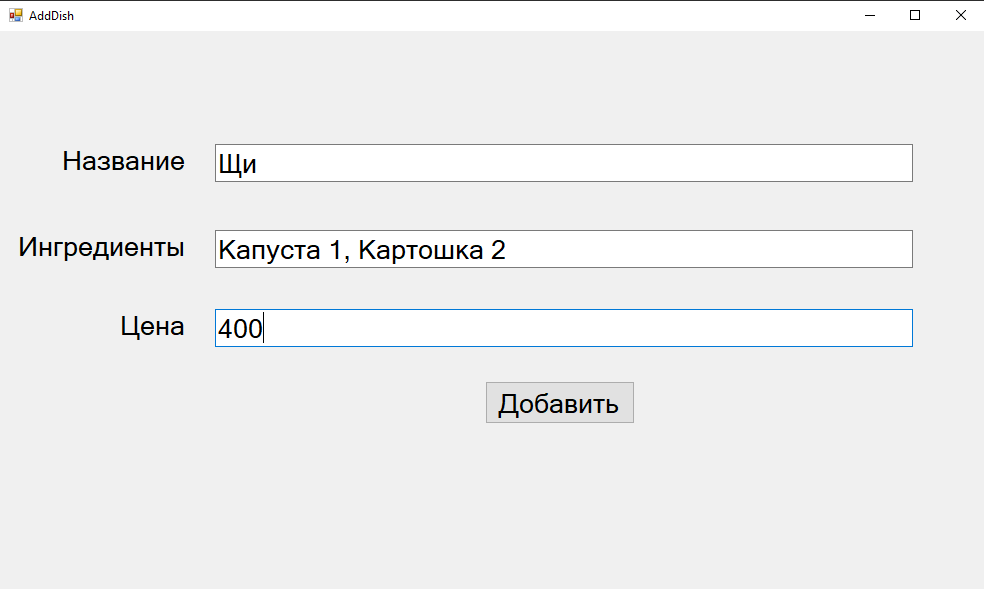 AddDish
Название Щи
Ингредиенты Капуста 1, Картошка 2
Цена 400
Добавить